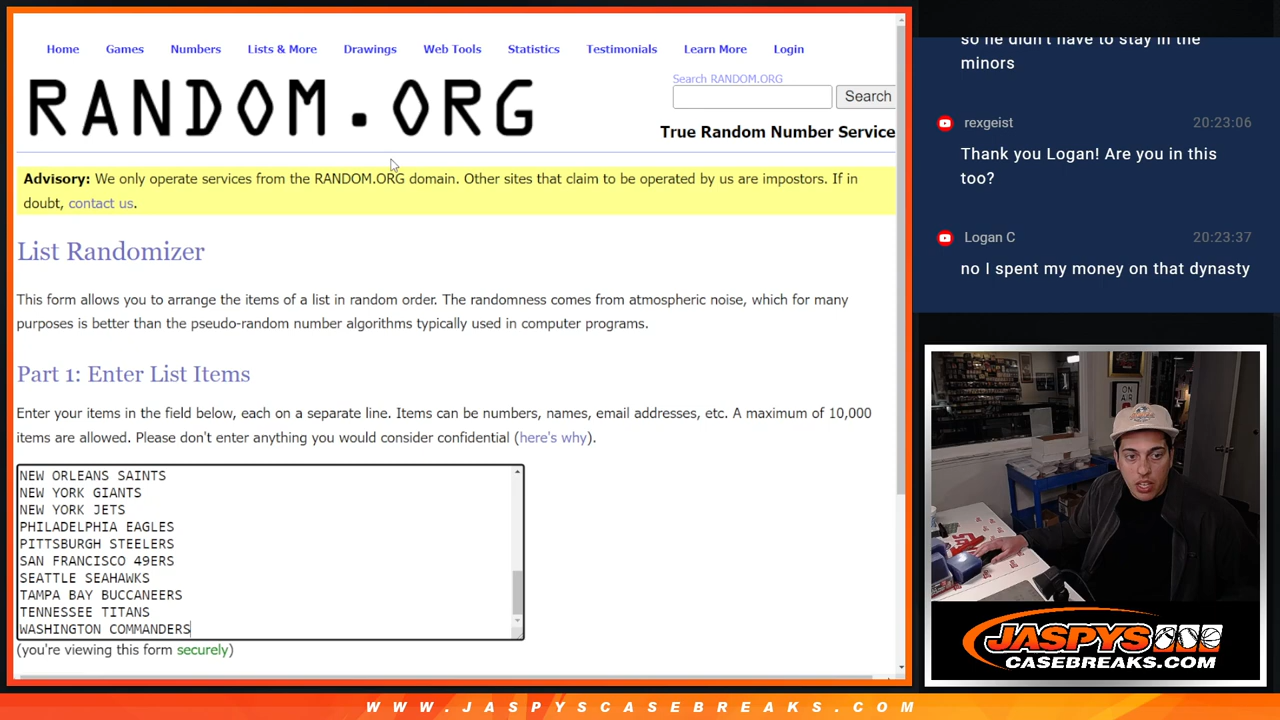 Home Games Numbers Lists & More Drawings Web Tools Statistics Testimonials Learn More Login
RANDOM.ORG
Search RANDOM.ORG
Search
True Random Number Service
Advisory: We only operate services from the RANDOM.ORG domain. Other sites that claim to be operated by us are impostors. If in
doubt, contact us.
List Randomizer
This form allows you to arrange the items of a list in random order. The randomness comes from atmospheric noise, which for many
purposes is better than the pseudo-random number algorithms typically used in computer programs.
Part 1: Enter List Items
Enter your items in the field below, each on a separate line. Items can be numbers, names, email addresses, etc. A maximum of 10,000
items are allowed. Please don't enter anything you would consider confidential (here's why).
NEW ORLEANS SAINTS
NEW YORK GIANTS
NEW YORK JETS
PHILADELPHIA EAGLES
PITTSBURGH STEELERS
SAN FRANCISCO 49ERS
SEATTLE SEAHAWKS
TAMPA BAY BUCCANEERS
TENNESSEE TITANS
WASHINGTON COMMANDERS
(you're viewing this form securely)
so he didn't have to stay in the
minors
rexgeist 20:23:06
Thank you Logan! Are you in this
too?
Logan C 20:23:37
no I spent my money on that dynasty
ON AIR
JASPYS
CASEBREAKS.COM
WWW.JASPYSCASEBREAKS.COM